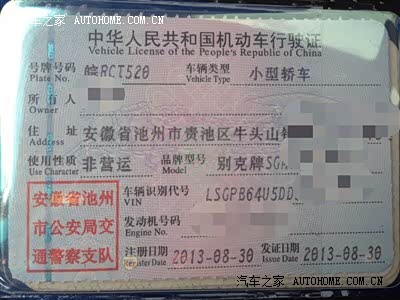 汽车之家 AUTOHOME.COM.CN
中华人民共和国机动车行驶证
Vehicle License of the People's Republic of China
号牌号码 皖RCT520 车辆类型 小型轿车
Plate No. Vehicle Type
所有人
Owner
住址 安徽省池州市贵池区牛头山
Address
使用性质 非营运 品牌型号 别克牌SGM
Use Character Model
安徽省池州市公安局交通警察支队
车辆识别代号 LSGPB64U5DD
VIN
发动机号码
Engine No.
注册日期 2013-08-30 发证日期 2013-08-30
Register Date Issue Date
汽车之家 AUTOHOME.COM.CN